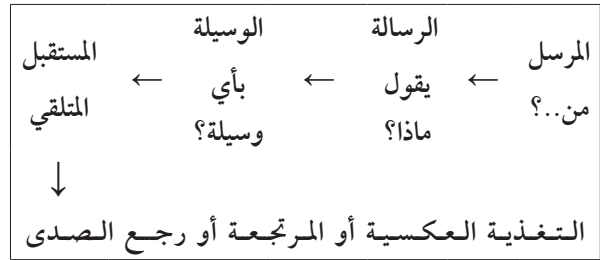 المرسل
من..؟
←
الرسالة
يقول
ماذا؟
←
الوسيلة
بأي
وسيلة؟
←
المستقبل
المتلقي
↓
التغذية العكسية أو المرتجعة أو رجع الصدى